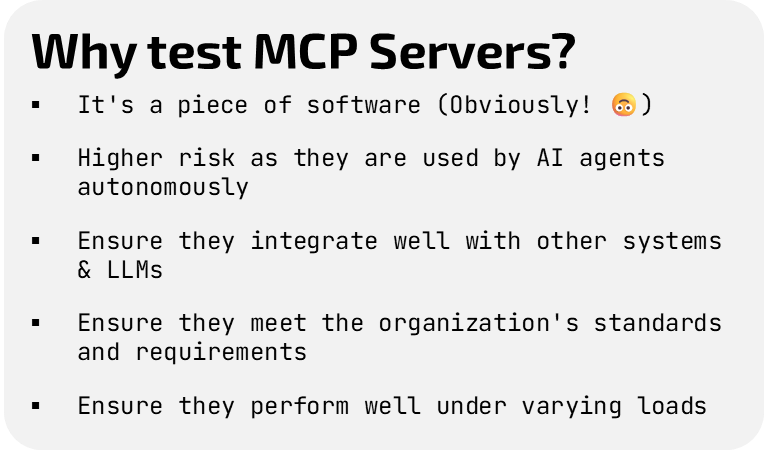 Why test MCP Servers?
▪ It's a piece of software (Obviously! 🙃)
▪ Higher risk as they are used by AI agents
autonomously
▪ Ensure they integrate well with other systems
& LLMs
▪ Ensure they meet the organization's standards
and requirements
▪ Ensure they perform well under varying loads